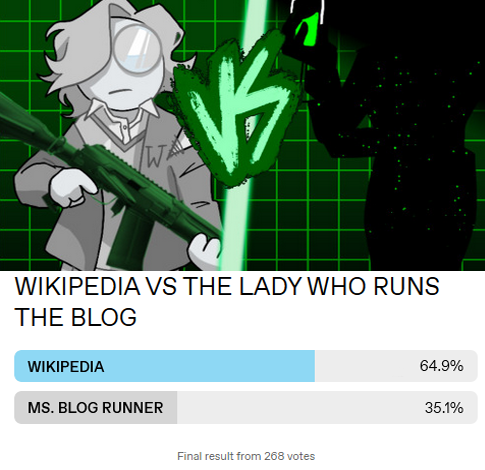 VS
W
WIKIPEDIA VS THE LADY WHO RUNS
THE BLOG
WIKIPEDIA 64.9%
MS. BLOG RUNNER 35.1%
Final result from 268 votes